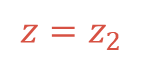 z = z₂